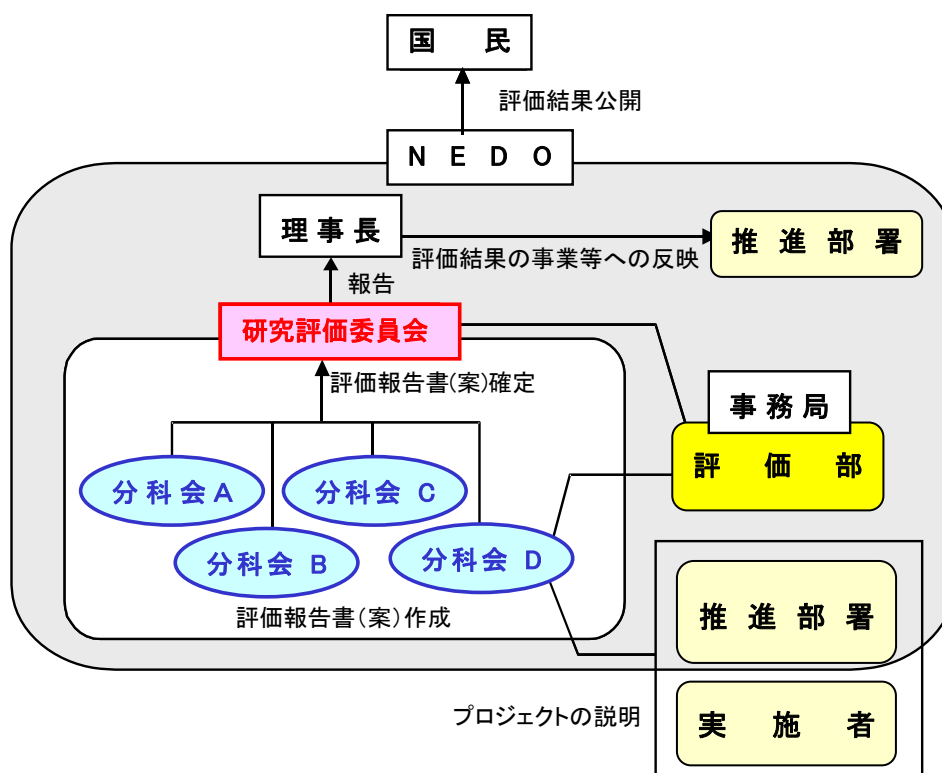 国 民
評価結果公開
N E D O
理事長
推進部署
評価結果の事業等への反映
報告
研究評価委員会
評価報告書(案)確定
事務局
評 価 部
分科会A
分科会 C
分科会 B
分科会 D
評価報告書(案)作成
推進部署
プロジェクトの説明
実 施 者